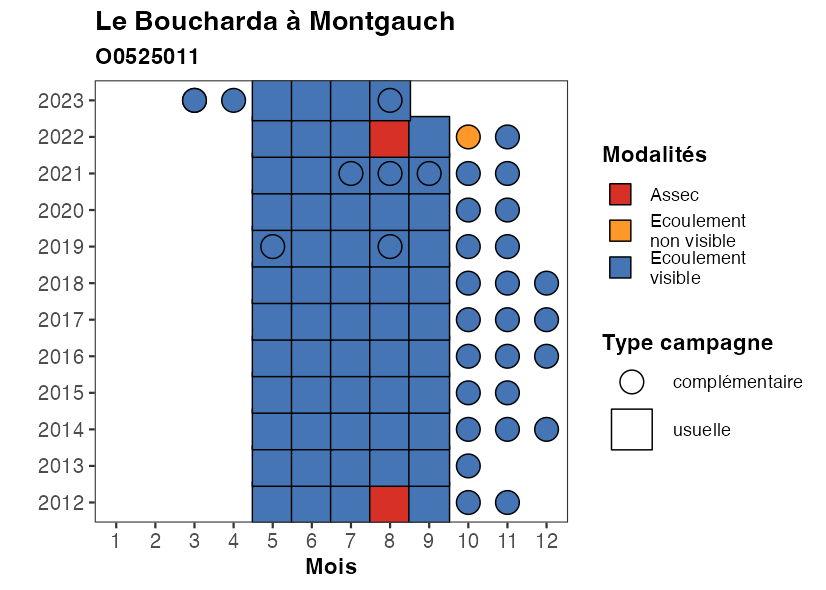 Le Boucharda à Montgauch
O0525011
2023
2022
2021
2020
2019
2018
2017
2016
2015
2014
2013
2012
1 2 3 4 5 6 7 8 9 10 11 12
Mois
Modalités
Assec
Ecoulement
non visible
Ecoulement
visible
Type campagne
complémentaire
usuelle